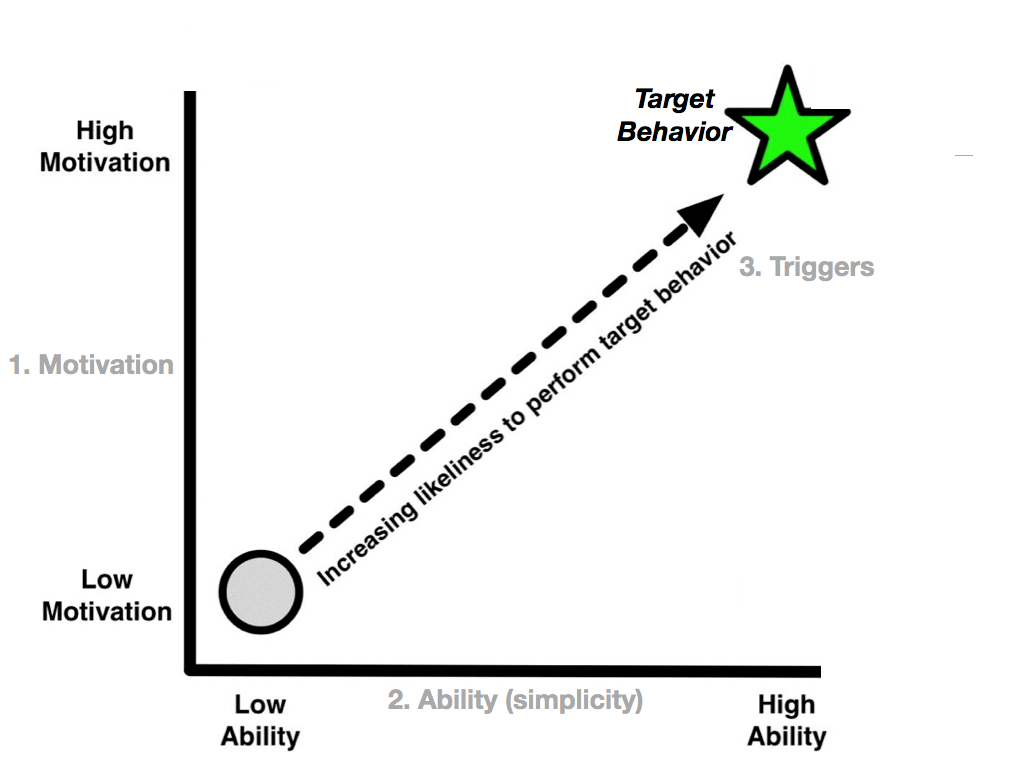 Target
Behavior
High
Motivation
3. Triggers
Increasing likeliness to perform target behavior
1. Motivation
Low
Motivation
2. Ability (simplicity)
Low
Ability
High
Ability